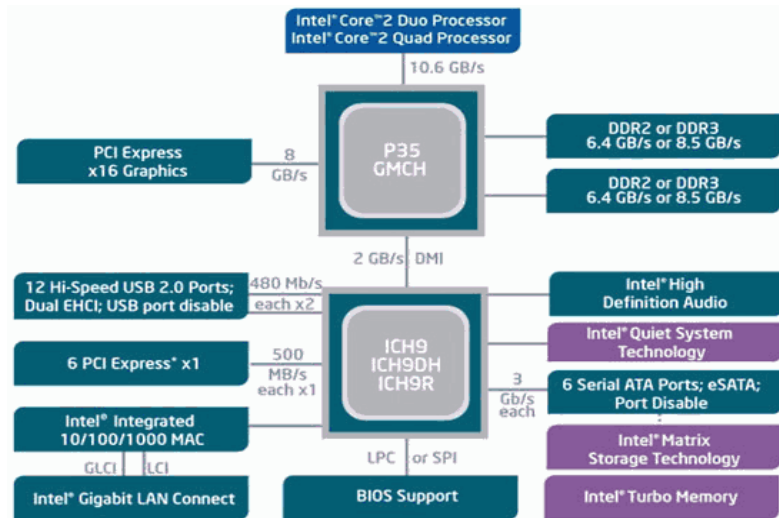 Intel® Core™2 Duo Processor
Intel® Core™2 Quad Processor
10.6 GB/s
P35
GMCH
PCI Express
x16 Graphics
8
GB/s
DDR2 or DDR3
6.4 GB/s or 8.5 GB/s
DDR2 or DDR3
6.4 GB/s or 8.5 GB/s
2 GB/s DMI
12 Hi-Speed USB 2.0 Ports;
Dual EHCI; USB port disable
480 Mb/s
each x2
Intel® High
Definition Audio
ICH9
ICH9DH
ICH9R
Intel® Quiet System
Technology
6 PCI Express* x1
500
MB/s
each x1
3
Gb/s
each
6 Serial ATA Ports; eSATA;
Port Disable
Intel® Integrated
10/100/1000 MAC
Intel® Matrix
Storage Technology
GLCI LCI
LPC or SPI
Intel® Gigabit LAN Connect
BIOS Support
Intel® Turbo Memory